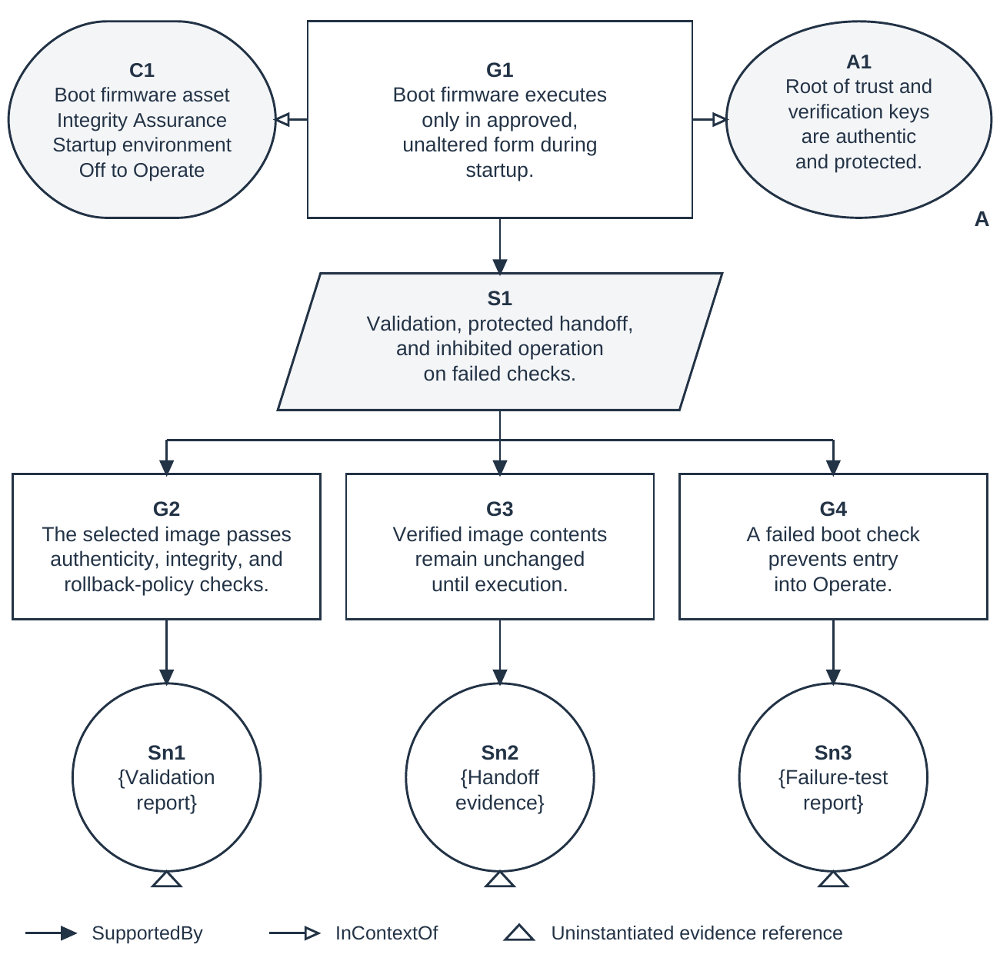 C1
Boot firmware asset
Integrity Assurance
Startup environment
Off to Operate
G1
Boot firmware executes
only in approved,
unaltered form during
startup.
A1
Root of trust and
verification keys
are authentic
and protected.
A
S1
Validation, protected handoff,
and inhibited operation
on failed checks.
G2
The selected image passes
authenticity, integrity, and
rollback-policy checks.
G3
Verified image contents
remain unchanged
until execution.
G4
A failed boot check
prevents entry
into Operate.
Sn1
{Validation
report}
Sn2
{Handoff
evidence}
Sn3
{Failure-test
report}
SupportedBy
InContextOf
Uninstantiated evidence reference